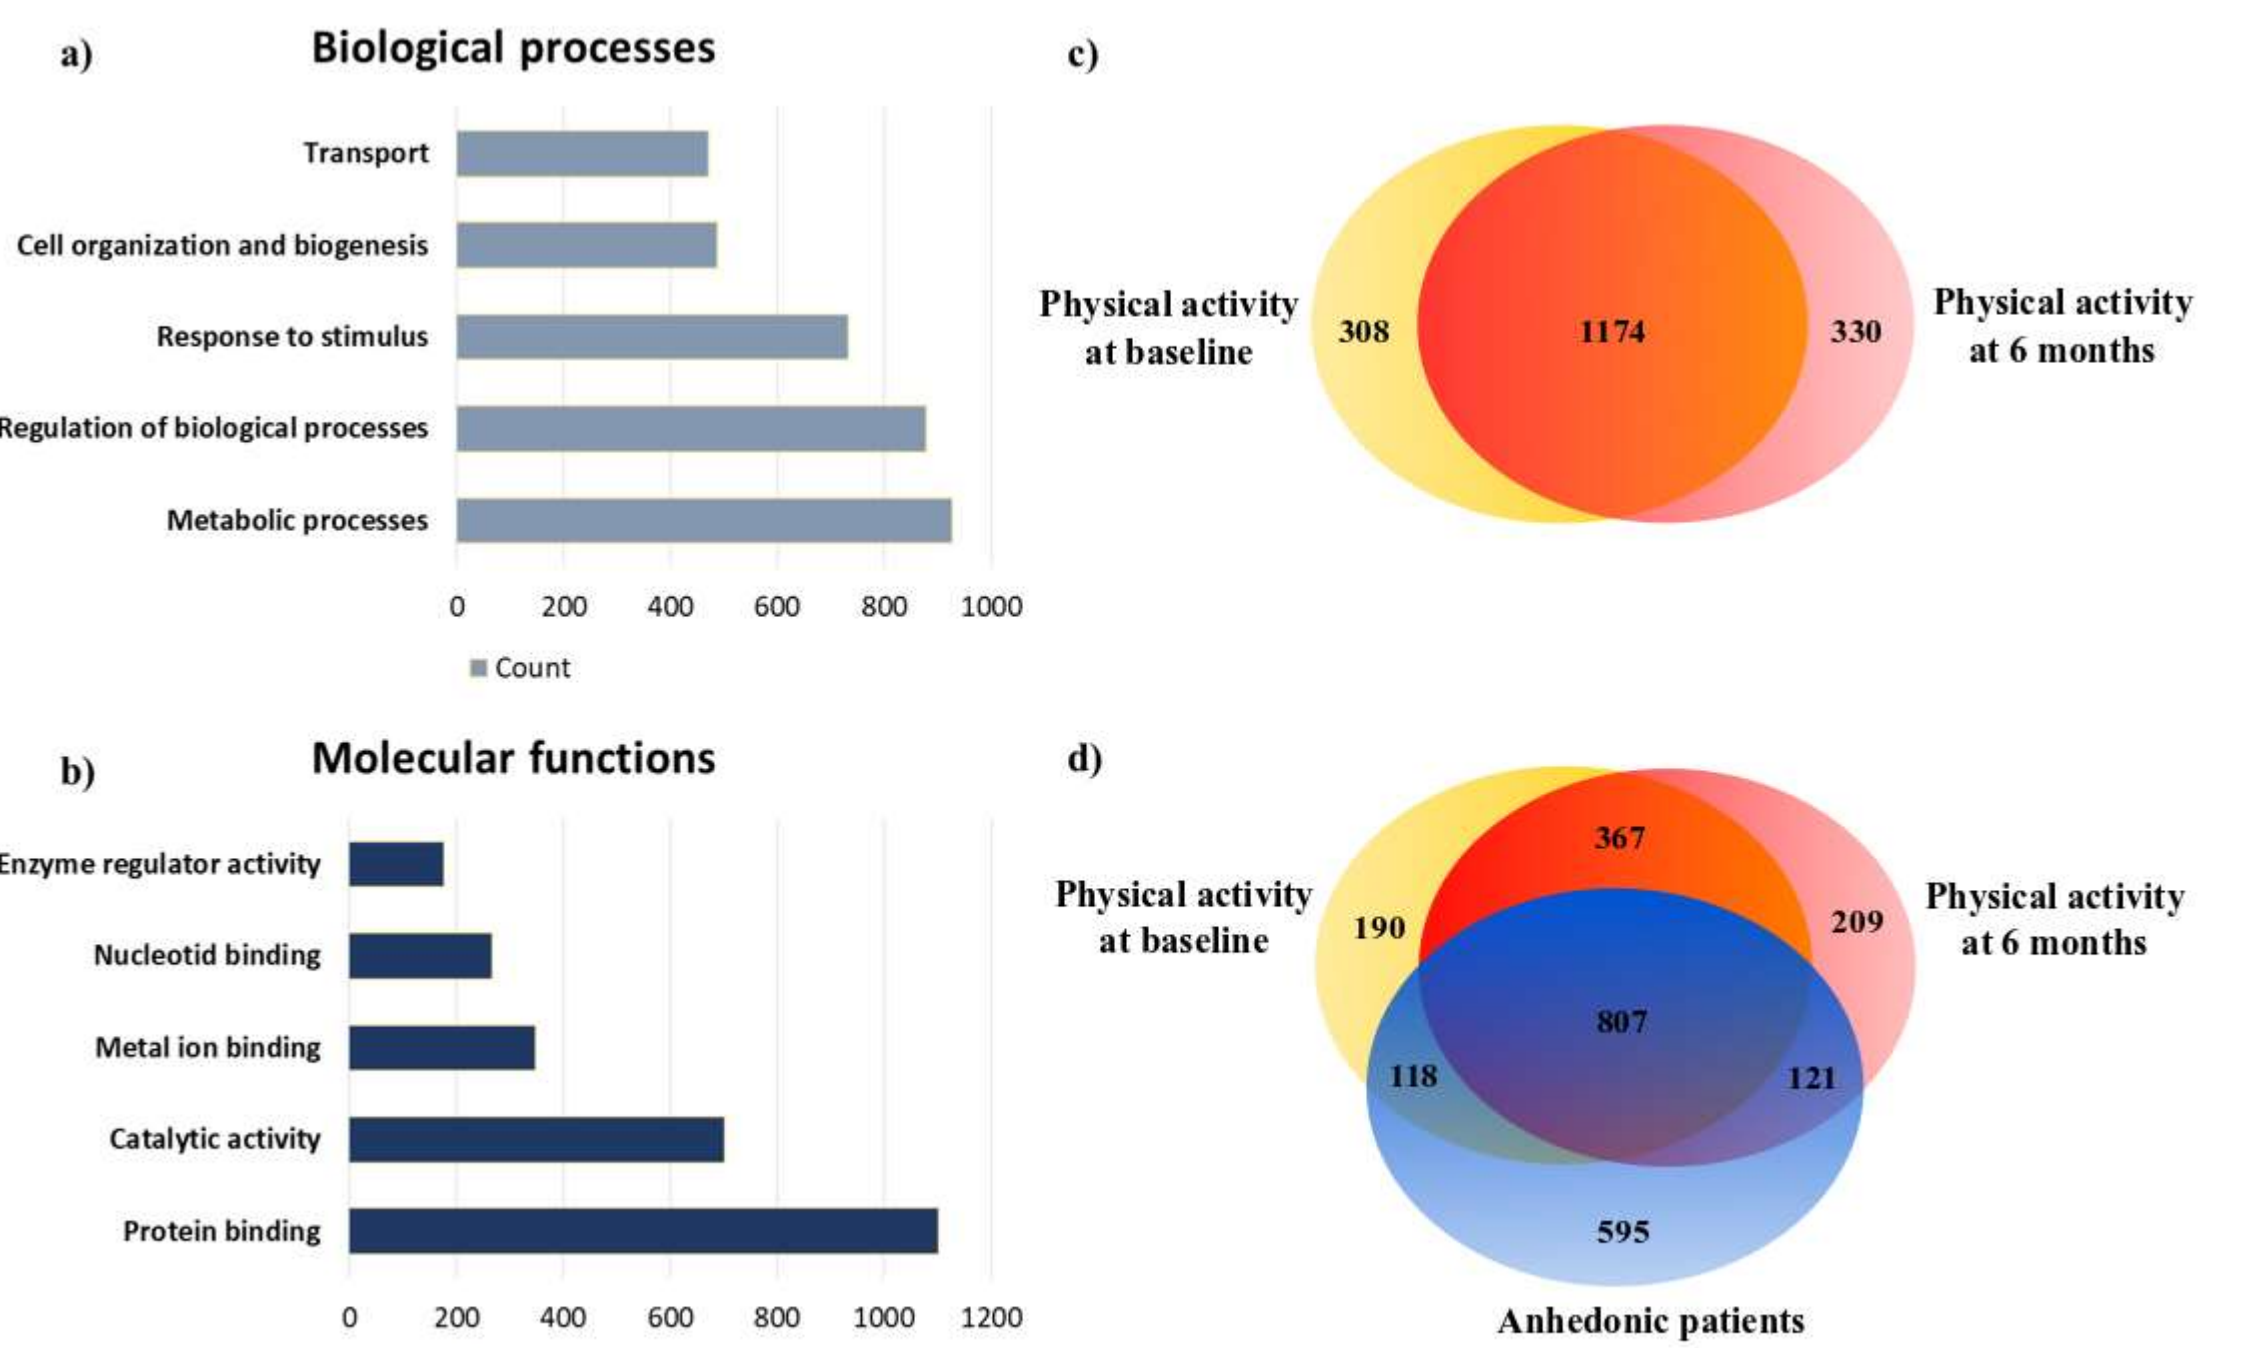 a)
Biological processes
Transport
Cell organization and biogenesis
Response to stimulus
Regulation of biological processes
Metabolic processes
0 200 400 600 800 1000
Count
b)
Molecular functions
Enzyme regulator activity
Nucleotid binding
Metal ion binding
Catalytic activity
Protein binding
0 200 400 600 800 1000 1200
c)
Physical activity
at baseline
308
1174
330
Physical activity
at 6 months
d)
Physical activity
at baseline
190
367
209
Physical activity
at 6 months
807
118
121
595
Anhedonic patients